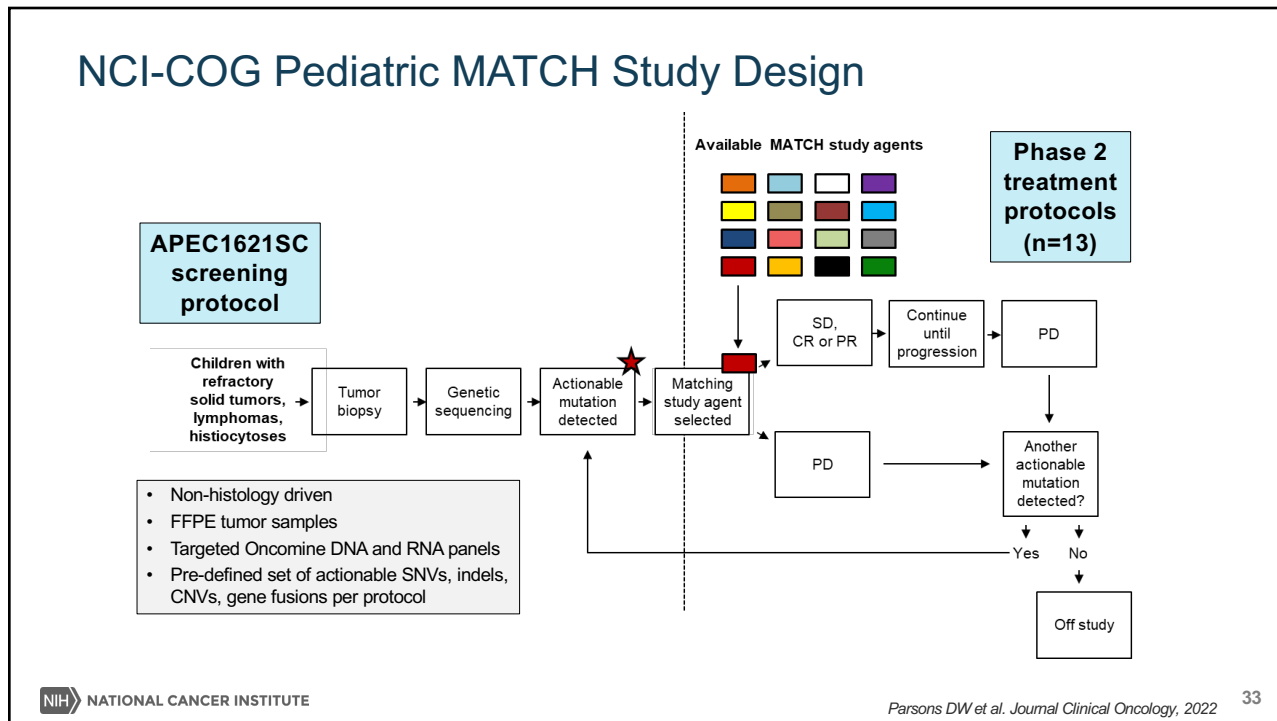 NCI-COG Pediatric MATCH Study Design
Available MATCH study agents
Phase 2
treatment
protocols
(n=13)
APEC1621SC
screening
protocol
Children with
refractory
solid tumors,
lymphomas,
histiocytoses
Tumor
biopsy
Genetic
sequencing
Actionable
mutation
detected
Matching
study agent
selected
SD,
CR or PR
Continue
until
progression
PD
PD
Another
actionable
mutation
detected?
Yes No
Off study
• Non-histology driven
• FFPE tumor samples
• Targeted Oncomine DNA and RNA panels
• Pre-defined set of actionable SNVs, indels,
CNVs, gene fusions per protocol
NIH NATIONAL CANCER INSTITUTE
Parsons DW et al. Journal Clinical Oncology, 2022
33